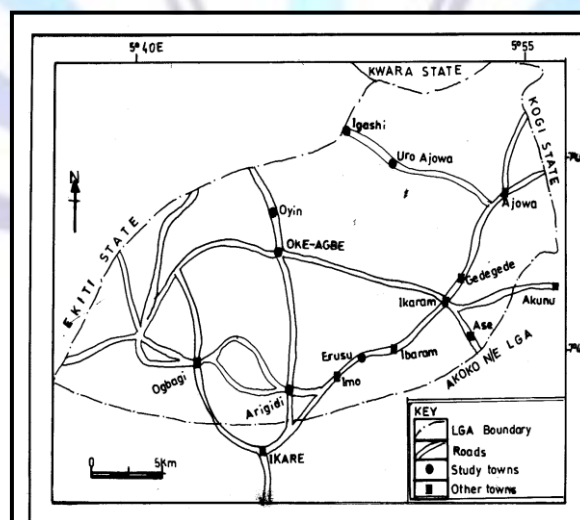 5°40E
5°55
KWARA STATE
KOGI STATE
Igashi
Uro Ajowa
N
Ajowa
Oyin
EKITI STATE
OKE-AGBE
Gedegede
Ikaram
Akunu
Ase
Erusu
Ibaram
AKOKO N/E LGA
Ogbagi
Imo
Arigidi
IKARE
0
5Km
KEY
LGA Boundary
Roads
Study towns
Other towns